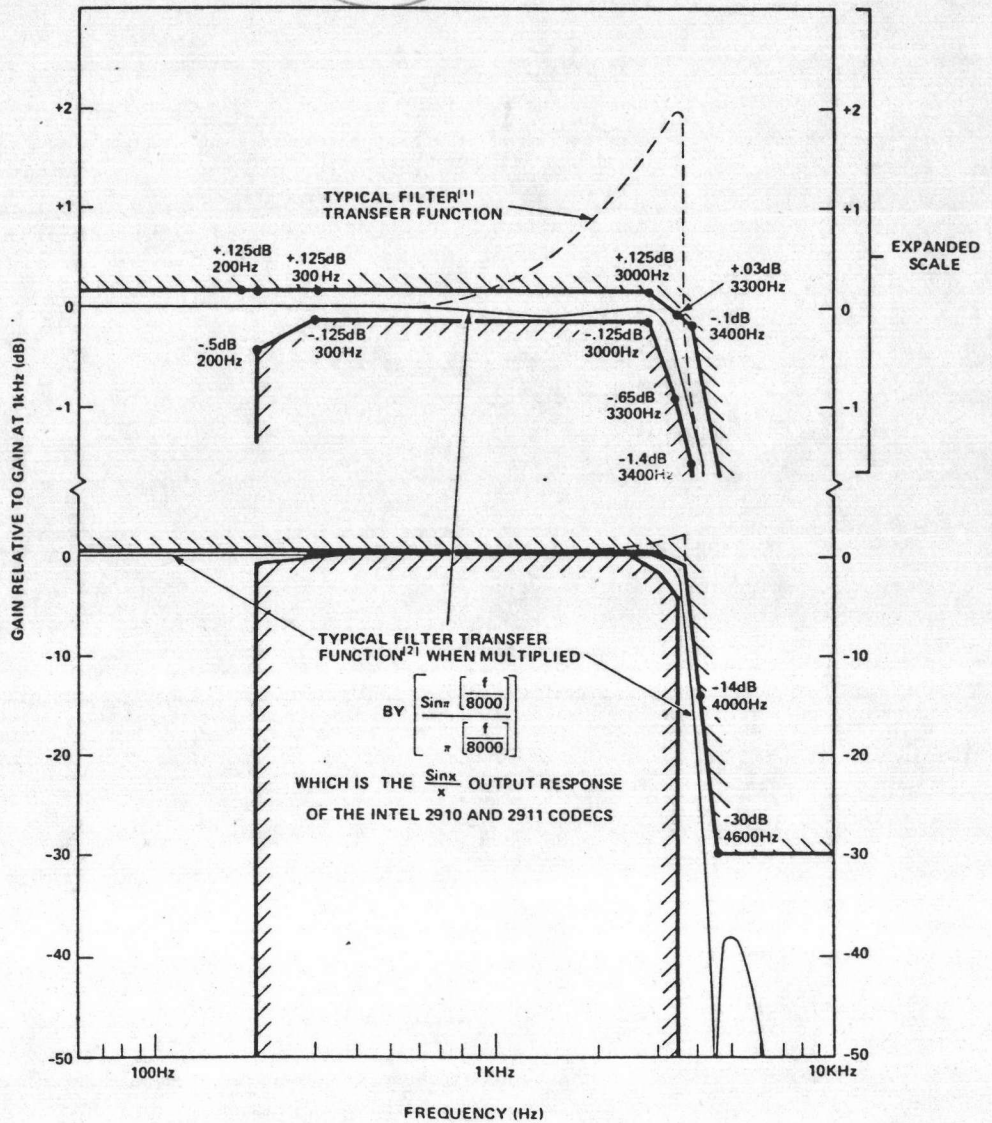 +2
+2
TYPICAL FILTER[1]
TRANSFER FUNCTION
+1
+1
EXPANDED
SCALE
+.125dB
200Hz
+.125dB
300 Hz
+.125dB
3000Hz
+.03dB
3300Hz
0
0
-.5dB
200Hz
-.125dB
300Hz
-.125dB
3000Hz
-.1dB
3400Hz
-1
-.65dB
3300Hz
-1
-1.4dB
3400Hz
GAIN RELATIVE TO GAIN AT 1kHz (dB)
0
0
-10
TYPICAL FILTER TRANSFER
FUNCTION[2] WHEN MULTIPLIED
-10
BY [Sinπ [f/8000] / π [f/8000]]
-14dB
4000Hz
-20
-20
WHICH IS THE Sinx/x OUTPUT RESPONSE
OF THE INTEL 2910 AND 2911 CODECS
-30dB
4600Hz
-30
-30
-40
-40
-50
-50
100Hz
1KHz
10KHz
FREQUENCY (Hz)